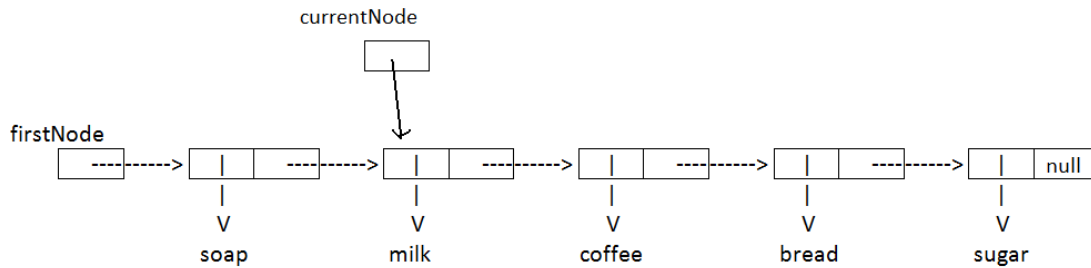 currentNode
firstNode
null
soap milk coffee bread sugar